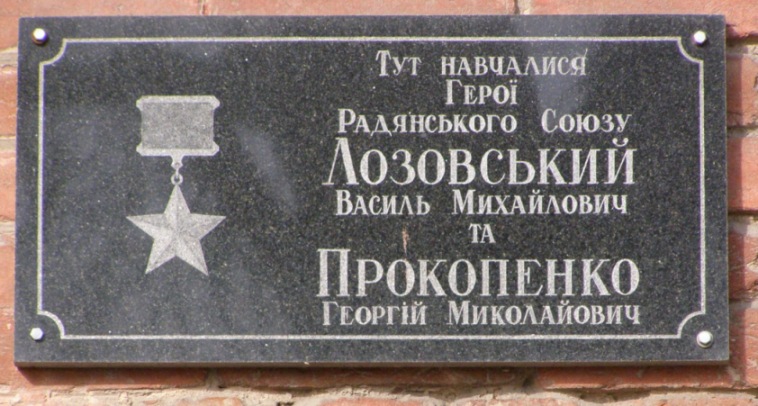 Тут навчалися
Герої
Радянського Союзу
Лозовський
Василь Михайлович
та
Прокопенко
Георгій Миколайович